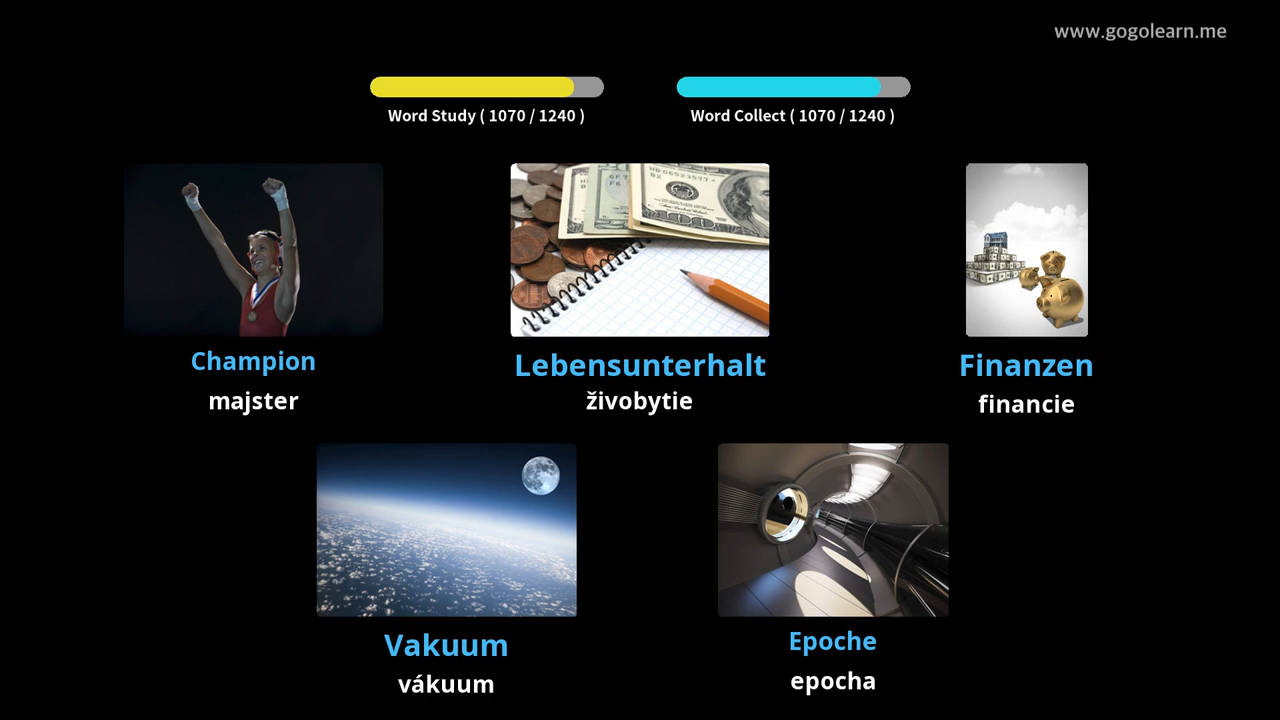 www.gogolearn.me
Word Study ( 1070 / 1240 )
Word Collect ( 1070 / 1240 )
Champion
majster
Lebensunterhalt
živobytie
Finanzen
financie
Vakuum
vákuum
Epoche
epocha